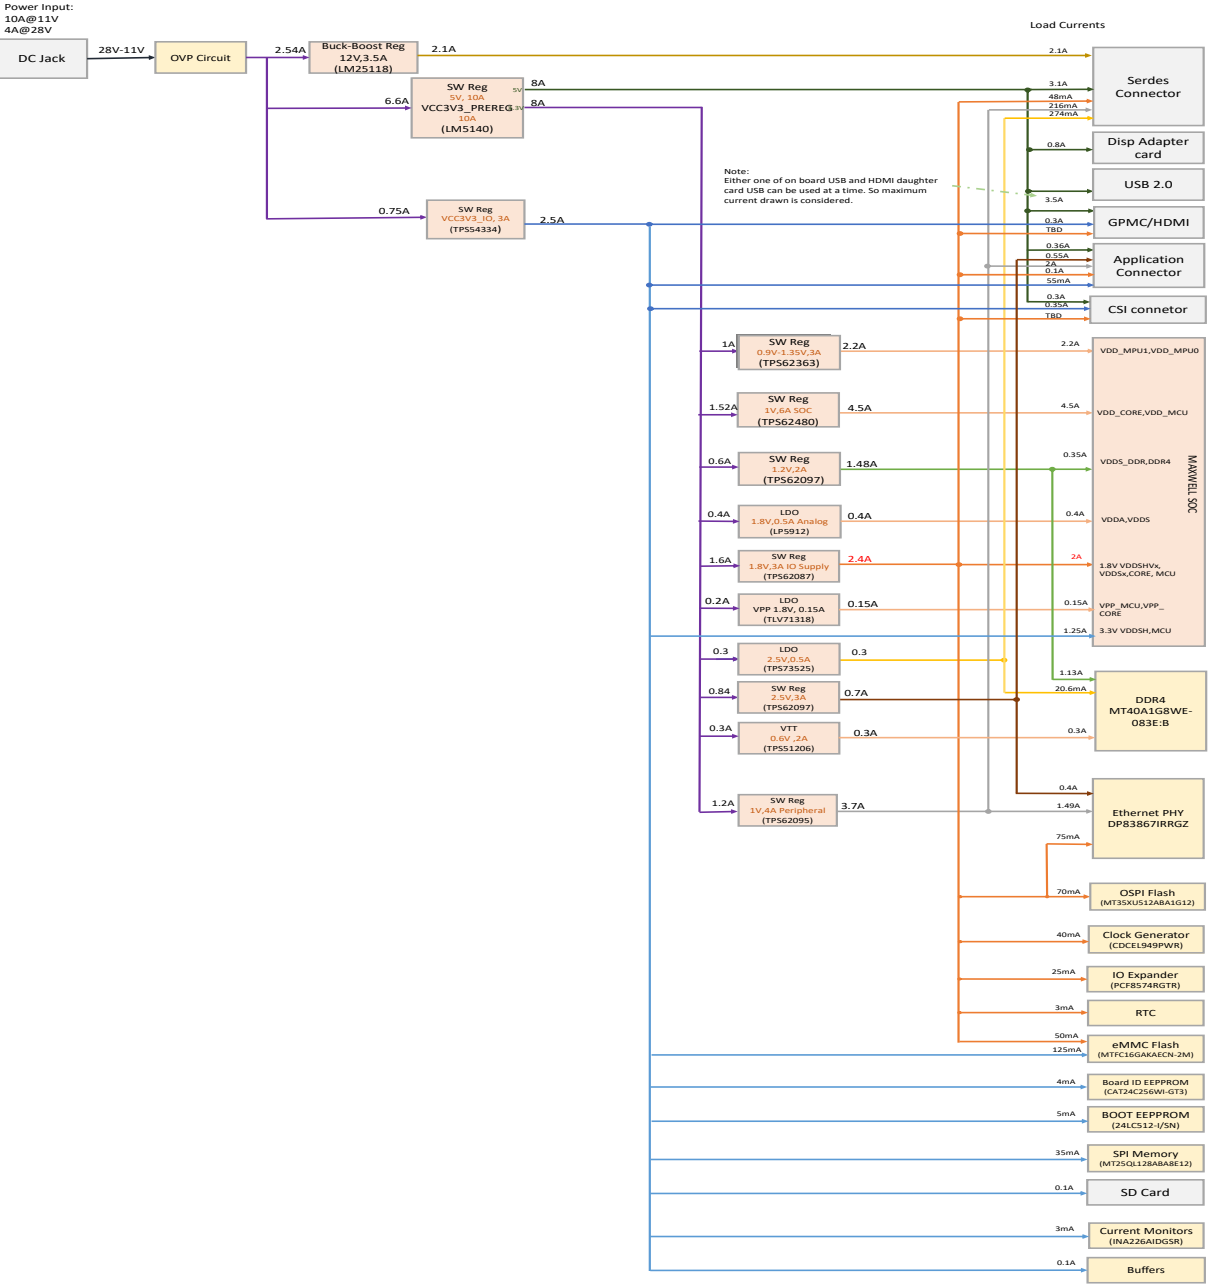 Power Input:
10A@11V
4A@28V
Load Currents
DC Jack
28V-11V
OVP Circuit
2.54A
Buck-Boost Reg
12V,3.5A
(LM25118)
2.1A
2.1A
Serdes
Connector
6.6A
SW Reg
5V, 10A
VCC3V3_PREREG
10A
(LM5140)
5V
3.3V
8A
8A
3.1A
48mA
216mA
274mA
0.8A
Disp Adapter
card
Note:
Either one of on board USB and HDMI daughter
card USB can be used at a time. So maximum
current drawn is considered.
USB 2.0
3.5A
0.75A
SW Reg
VCC3V3_IO, 3A
(TPS54334)
2.5A
0.3A
TBD
GPMC/HDMI
0.36A
0.55A
2A
0.1A
55mA
Application
Connector
0.3A
0.35A
TBD
CSI connetor
1A
SW Reg
0.9V-1.35V,3A
(TPS62363)
2.2A
2.2A
VDD_MPU1,VDD_MPU0
1.52A
SW Reg
1V,6A SOC
(TPS62480)
4.5A
4.5A
VDD_CORE,VDD_MCU
0.6A
SW Reg
1.2V,2A
(TPS62097)
1.48A
0.35A
VDDS_DDR,DDR4
MAXWELL SOC
0.4A
LDO
1.8V,0.5A Analog
(LP5912)
0.4A
0.4A
VDDA,VDDS
1.6A
SW Reg
1.8V,3A IO Supply
(TPS62087)
2.4A
2A
1.8V VDDSHVx,
VDDSx,CORE, MCU
0.2A
LDO
VPP 1.8V, 0.15A
(TLV71318)
0.15A
0.15A
VPP_MCU,VPP_
CORE
1.25A
3.3V VDDSH,MCU
0.3
LDO
2.5V,0.5A
(TPS73525)
0.3
0.84
SW Reg
2.5V,3A
(TPS62097)
0.7A
1.13A
20.6mA
DDR4
MT40A1G8WE-
083E:B
0.3A
VTT
0.6V ,2A
(TPS51206)
0.3A
0.3A
1.2A
SW Reg
1V,4A Peripheral
(TPS62095)
3.7A
0.4A
1.49A
75mA
Ethernet PHY
DP83867IRRGZ
70mA
OSPI Flash
(MT35XU512ABA1G12)
40mA
Clock Generator
(CDCEL949PWR)
25mA
IO Expander
(PCF8574RGTR)
3mA
RTC
50mA
125mA
eMMC Flash
(MTFC16GAKAECN-2M)
4mA
Board ID EEPPROM
(CAT24C256WI-GT3)
5mA
BOOT EEPPROM
(24LC512-I/SN)
35mA
SPI Memory
(MT25QL128ABA8E12)
0.1A
SD Card
3mA
Current Monitors
(INA226AIDGSR)
0.1A
Buffers